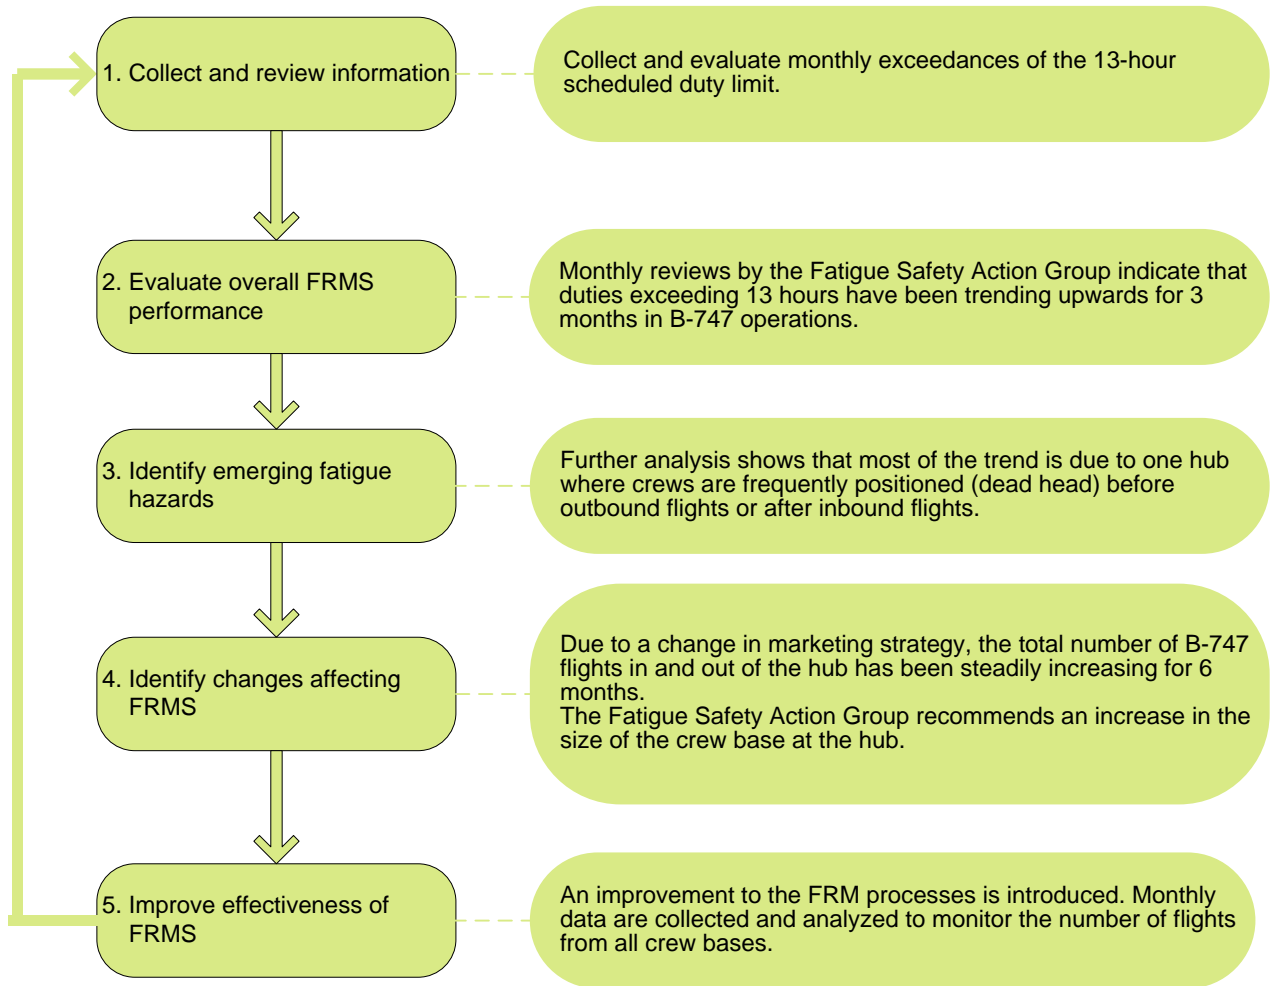 1. Collect and review information
Collect and evaluate monthly exceedances of the 13-hour
scheduled duty limit.
2. Evaluate overall FRMS
performance
Monthly reviews by the Fatigue Safety Action Group indicate that
duties exceeding 13 hours have been trending upwards for 3
months in B-747 operations.
3. Identify emerging fatigue
hazards
Further analysis shows that most of the trend is due to one hub
where crews are frequently positioned (dead head) before
outbound flights or after inbound flights.
4. Identify changes affecting
FRMS
Due to a change in marketing strategy, the total number of B-747
flights in and out of the hub has been steadily increasing for 6
months.
The Fatigue Safety Action Group recommends an increase in the
size of the crew base at the hub.
5. Improve effectiveness of
FRMS
An improvement to the FRM processes is introduced. Monthly
data are collected and analyzed to monitor the number of flights
from all crew bases.